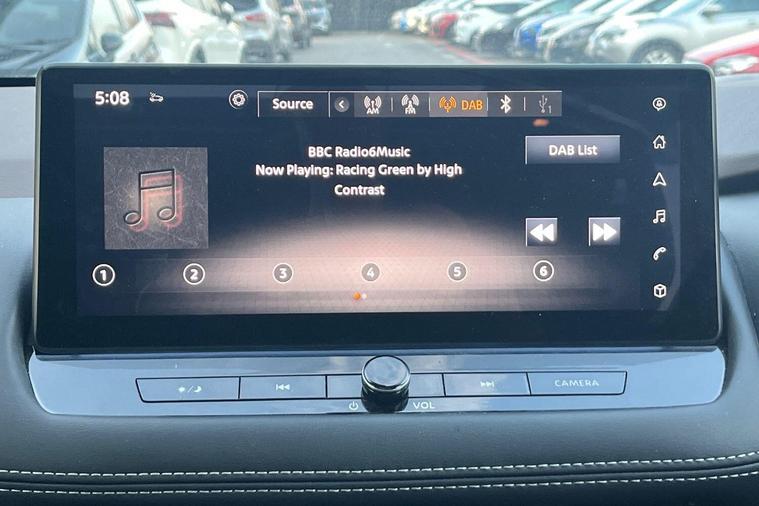 5:08
Source
AM
FM
DAB
1
BBC Radio6Music
Now Playing: Racing Green by High
Contrast
DAB List
1 2 3 4 5 6
CAMERA
VOL